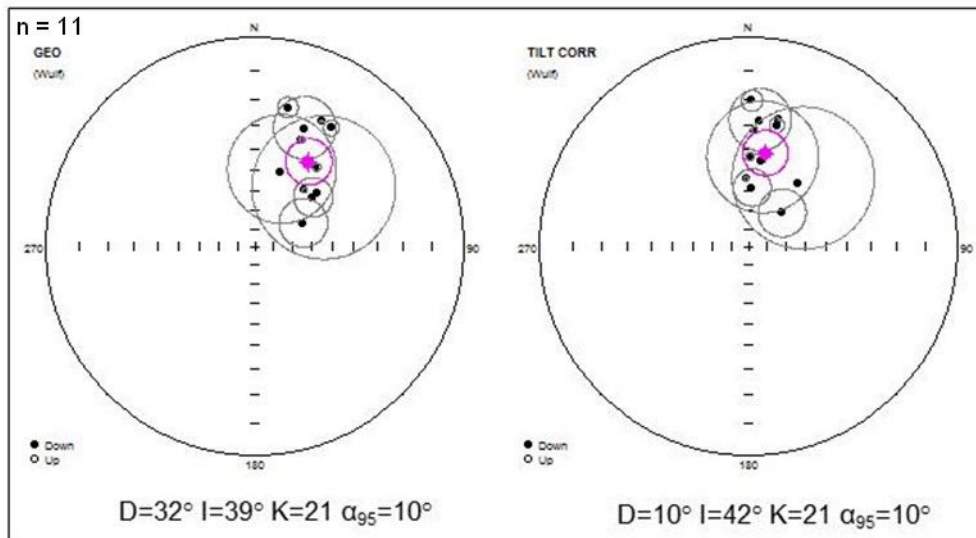 n = 11
GEO
(Wulf)
N
270
90
180
Down
Up
D=32° I=39° K=21 α95=10°
TILT CORR
(Wulf)
N
270
90
180
Down
Up
D=10° I=42° K=21 α95=10°